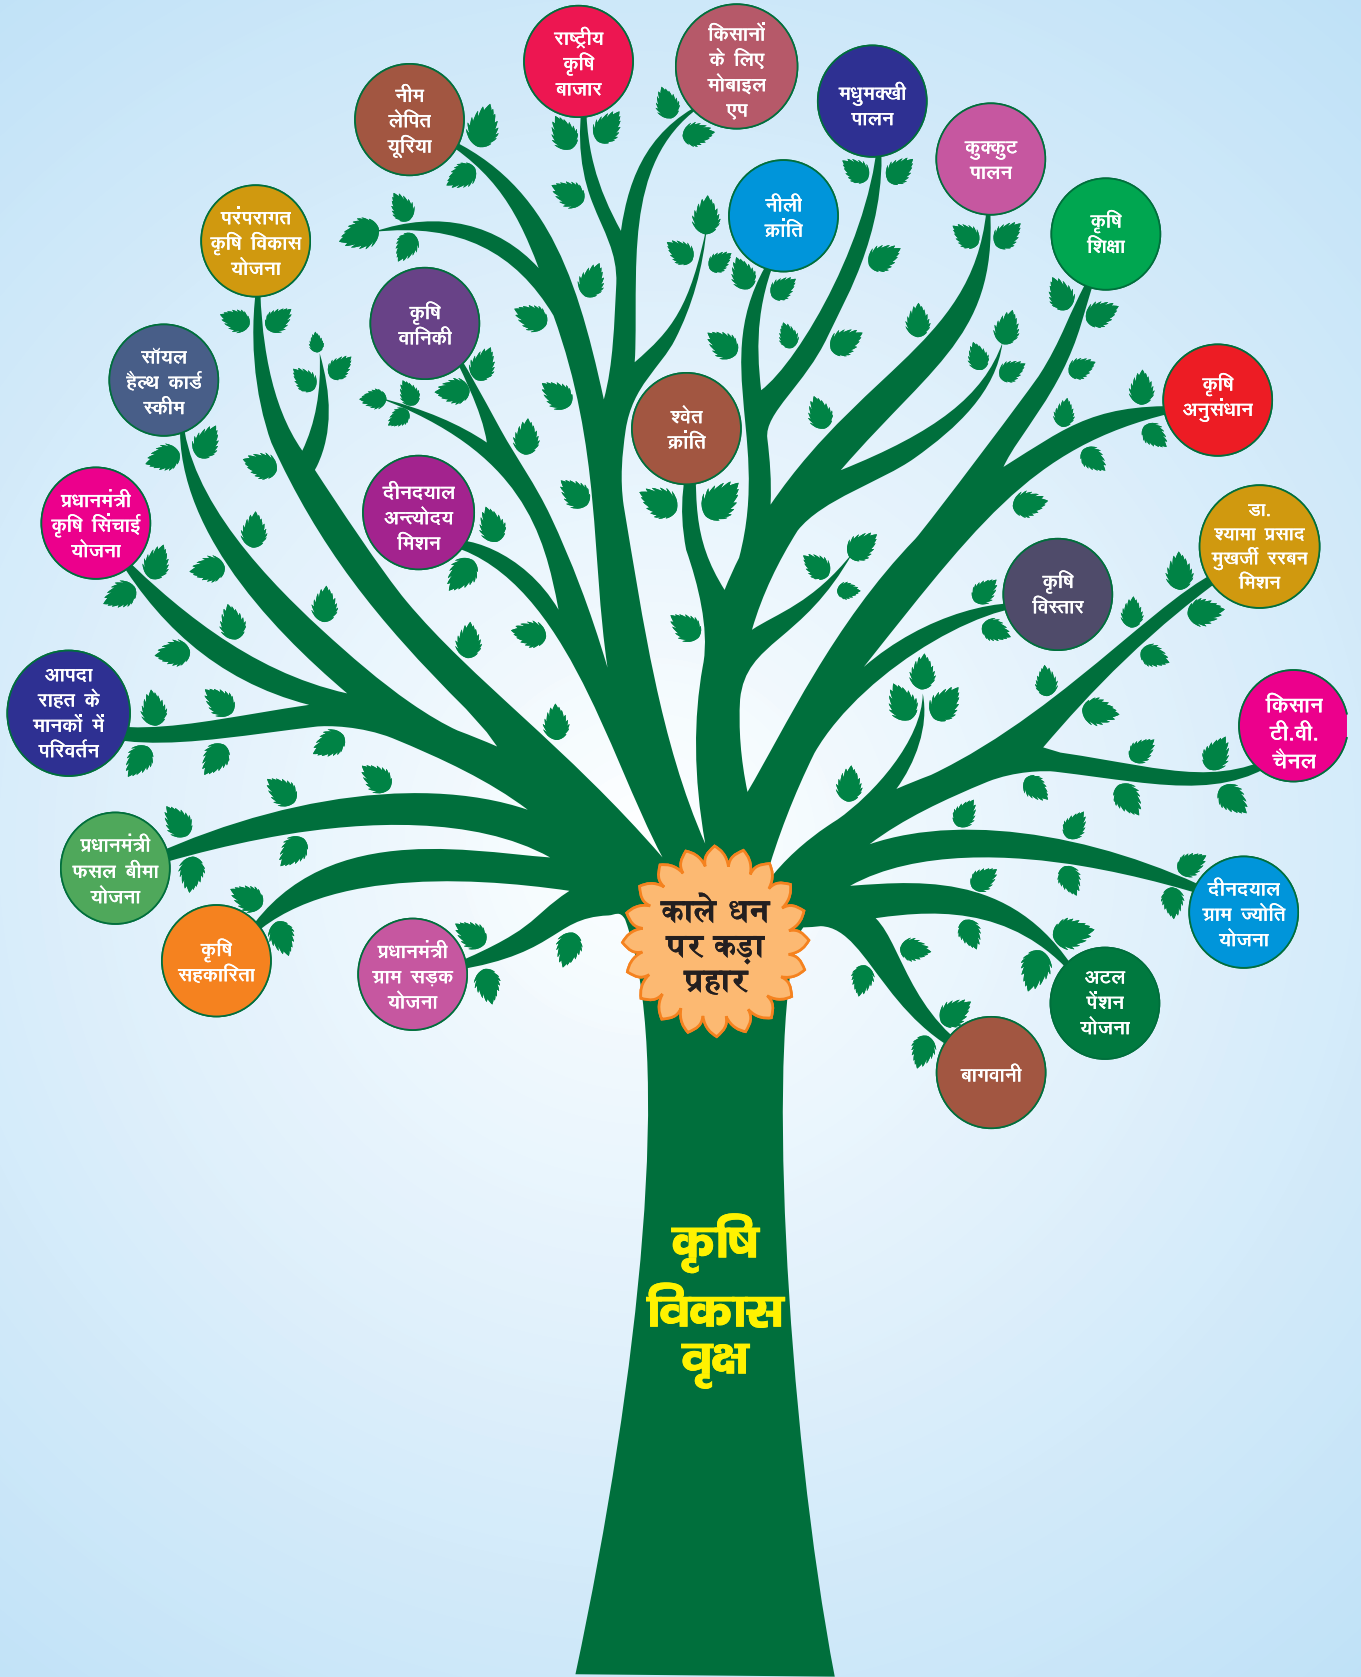 राष्ट्रीय
कृषि
बाजार
किसानों
के लिए
मोबाइल
एप
नीम
लेपित
यूरिया
मधुमक्खी
पालन
कुक्कुट
पालन
नीली
क्रांति
कृषि
शिक्षा
परंपरागत
कृषि विकास
योजना
कृषि
वानिकी
सॉयल
हैल्थ कार्ड
स्कीम
श्वेत
क्रांति
कृषि
अनुसंधान
प्रधानमंत्री
कृषि सिंचाई
योजना
दीनदयाल
अन्त्योदय
मिशन
डा.
श्यामा प्रसाद
मुखर्जी ररबन
मिशन
कृषि
विस्तार
आपदा
राहत के
मानकों में
परिवर्तन
किसान
टी.वी.
चैनल
प्रधानमंत्री
फसल बीमा
योजना
दीनदयाल
ग्राम ज्योति
योजना
कृषि
सहकारिता
प्रधानमंत्री
ग्राम सड़क
योजना
काले धन
पर कड़ा
प्रहार
अटल
पेंशन
योजना
बागवानी
कृषि
विकास
वृक्ष